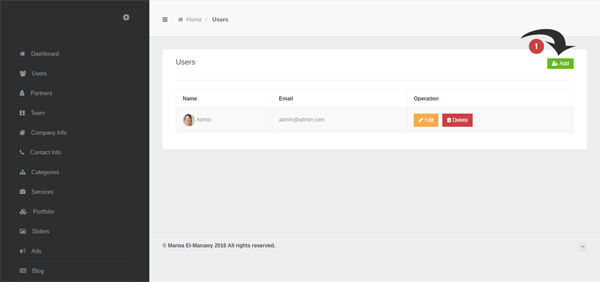 Home / Users
1
Dashboard
Users
Partners
Team
Company Info
Contact Info
Categories
Services
Portfolio
Sliders
Ads
Blog
Users
Add
Name Email Operation
Admin admin@admin.com Edit Delete
© Marwa El-Manawy 2016 All rights reserved.